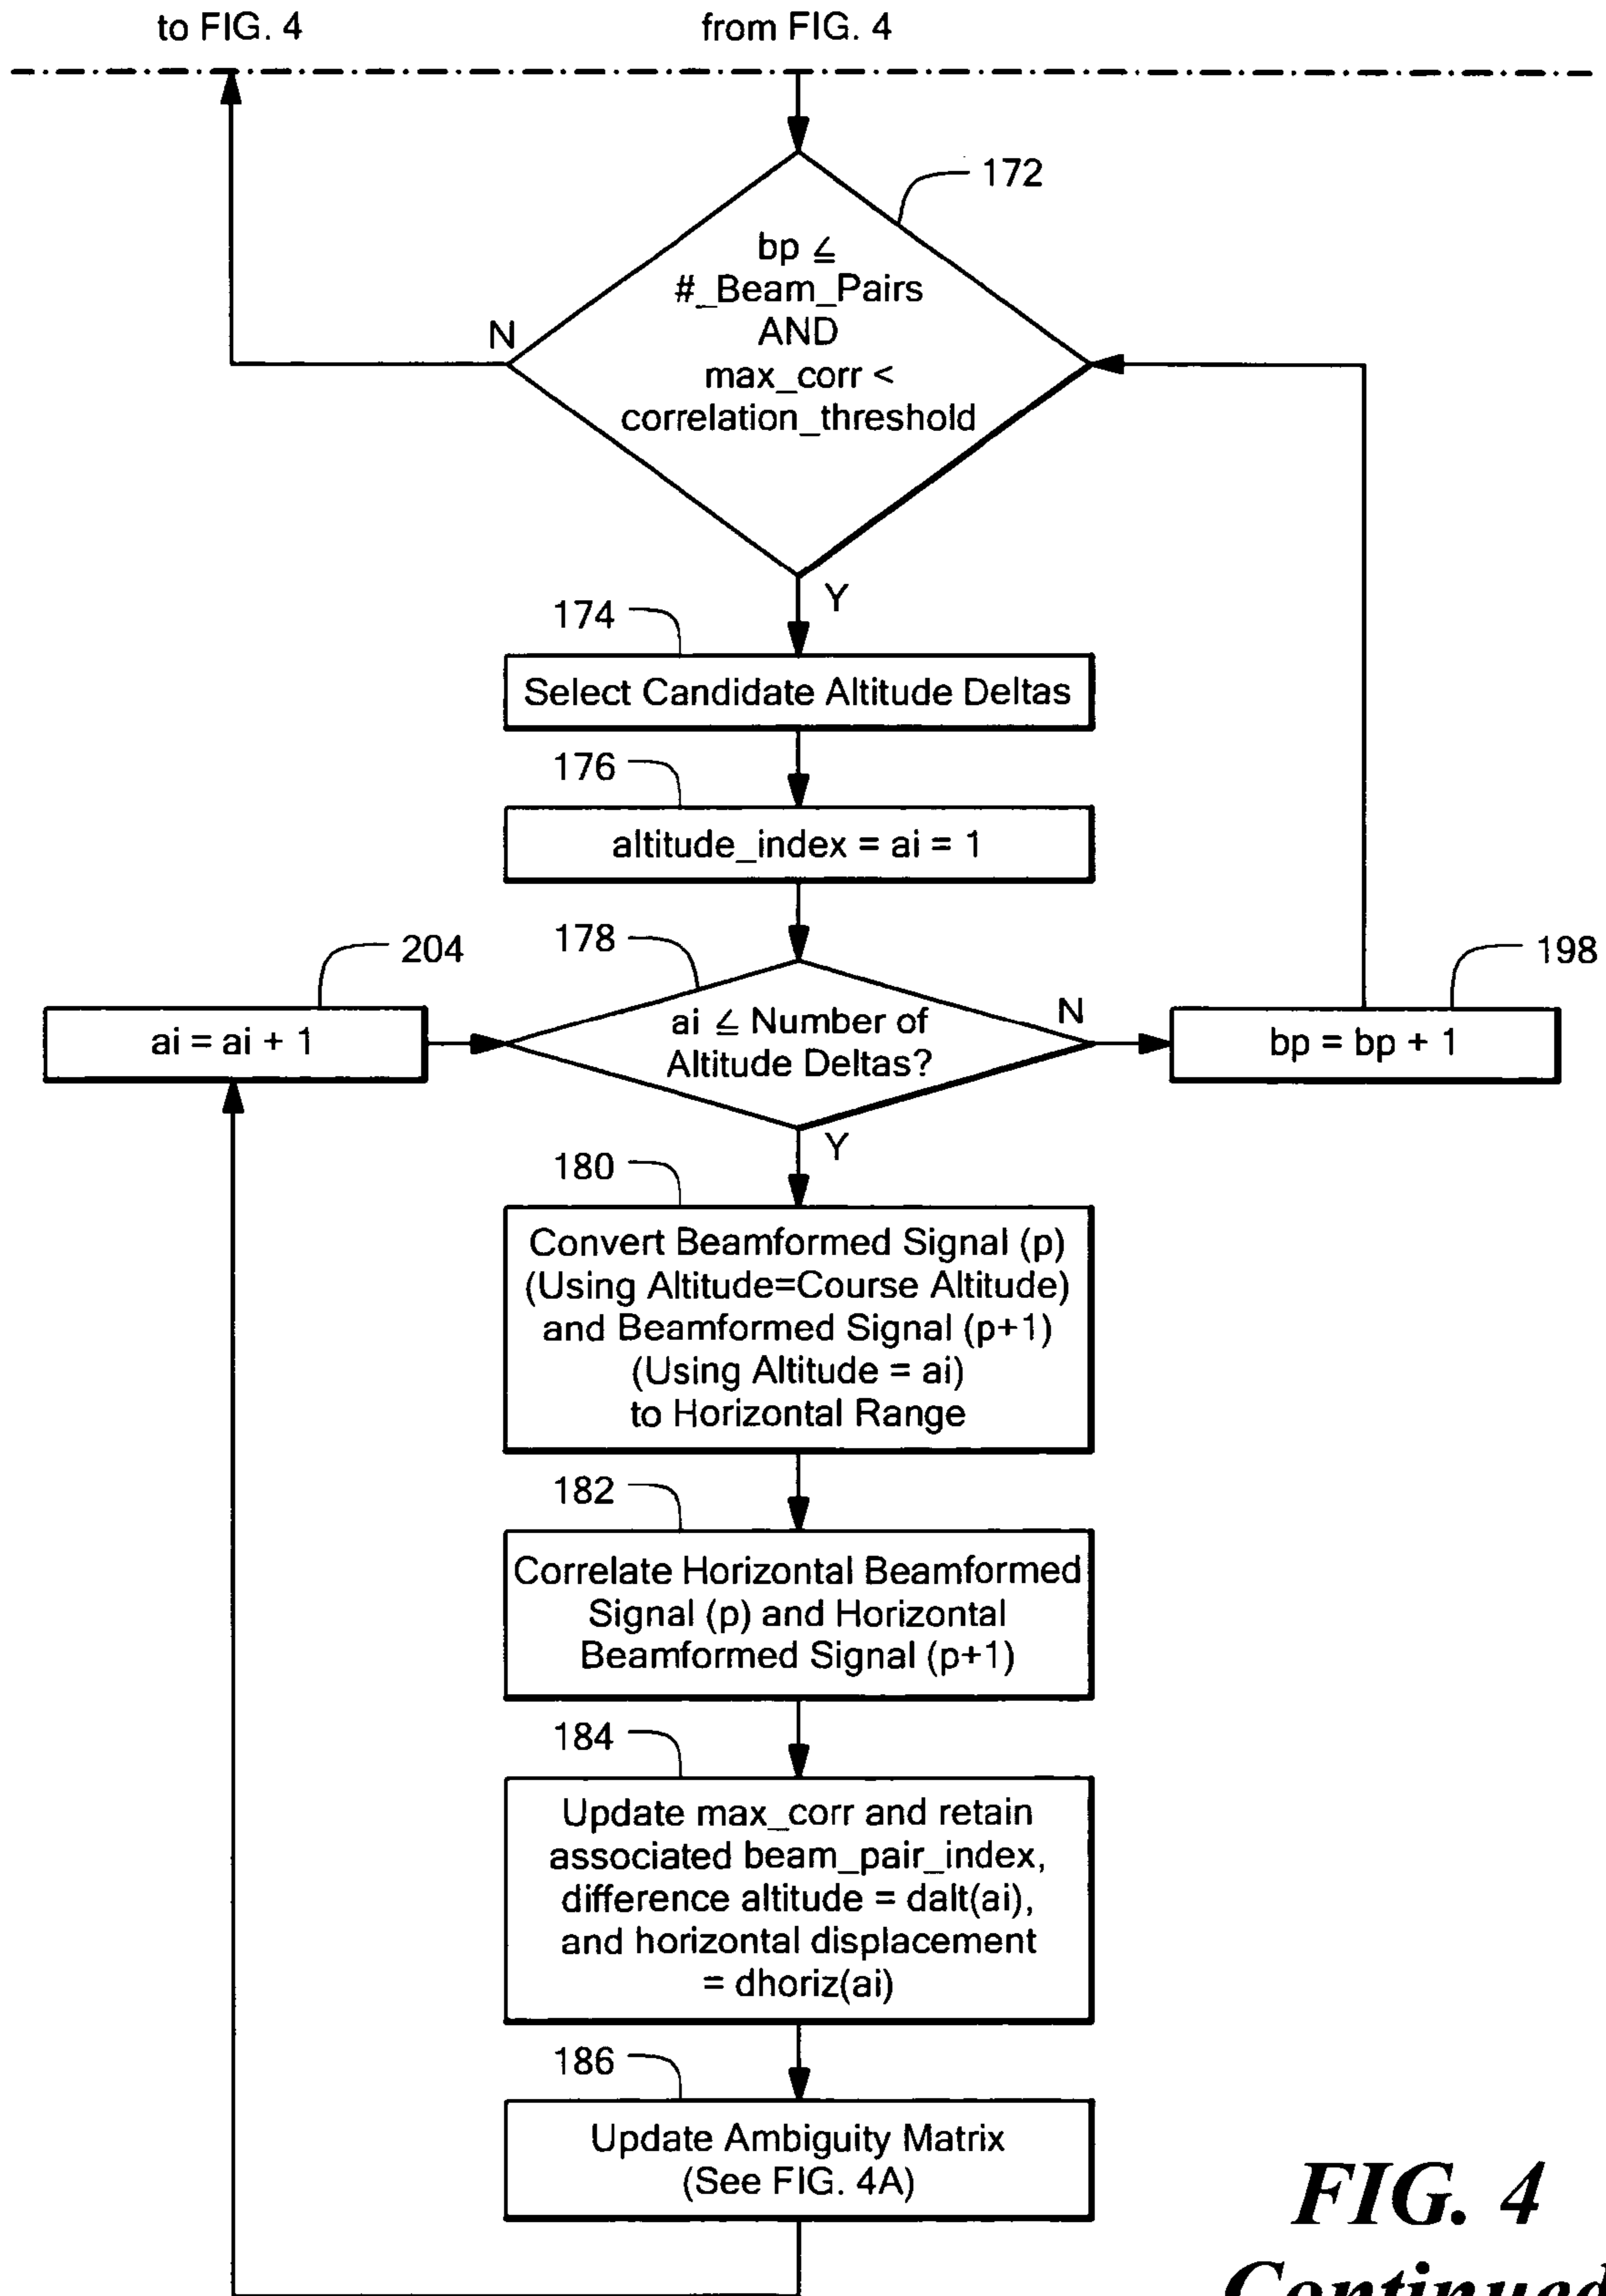 to FIG. 4
from FIG. 4
172
bp ≦
#_Beam_Pairs
AND
max_corr <
correlation_threshold
N
Y
174
Select Candidate Altitude Deltas
176
altitude_index = ai = 1
204
178
198
ai = ai + 1
ai ≦ Number of
Altitude Deltas?
N
bp = bp + 1
Y
180
Convert Beamformed Signal (p)
(Using Altitude=Course Altitude)
and Beamformed Signal (p+1)
(Using Altitude = ai)
to Horizontal Range
182
Correlate Horizontal Beamformed
Signal (p) and Horizontal
Beamformed Signal (p+1)
184
Update max_corr and retain
associated beam_pair_index,
difference altitude = dalt(ai),
and horizontal displacement
= dhoriz(ai)
186
Update Ambiguity Matrix
(See FIG. 4A)
FIG. 4
Continued